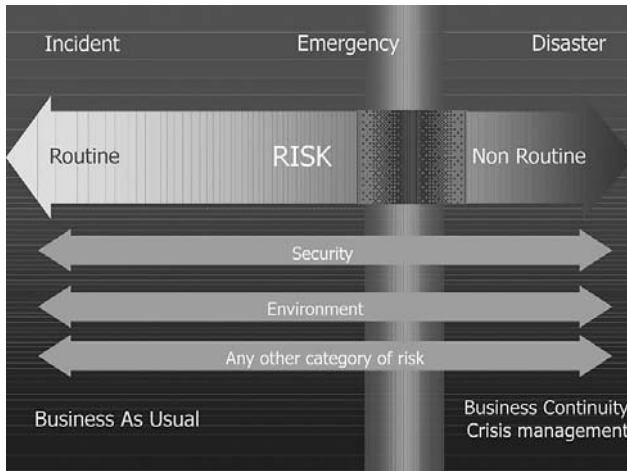 Incident Emergency Disaster
Routine RISK Non Routine
Security
Environment
Any other category of risk
Business As Usual
Business Continuity
Crisis management